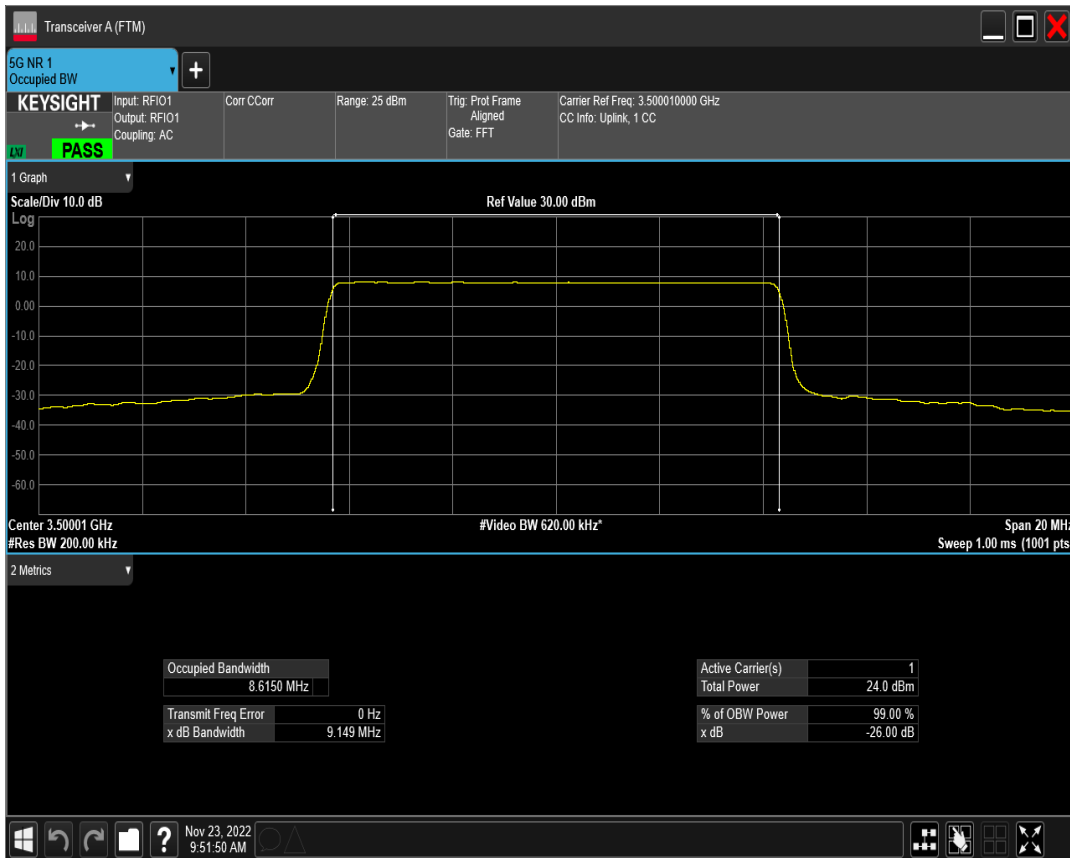 Transceiver A (FTM)
5G NR 1
Occupied BW
+
KEYSIGHT
LXI
PASS
Input: RFIO1
Output: RFIO1
Coupling: AC
Corr CCorr
Range: 25 dBm
Trig: Prot Frame
Aligned
Gate: FFT
Carrier Ref Freq: 3.500010000 GHz
CC Info: Uplink, 1 CC
1 Graph
Scale/Div 10.0 dB
Ref Value 30.00 dBm
Log
20.0
10.0
0.00
-10.0
-20.0
-30.0
-40.0
-50.0
-60.0
Center 3.50001 GHz
#Video BW 620.00 kHz*
Span 20 MHz
#Res BW 200.00 kHz
Sweep 1.00 ms (1001 pts
2 Metrics
Occupied Bandwidth
8.6150 MHz
Transmit Freq Error 0 Hz
x dB Bandwidth 9.149 MHz
Active Carrier(s) 1
Total Power 24.0 dBm
% of OBW Power 99.00 %
x dB -26.00 dB
?
Nov 23, 2022
9:51:50 AM